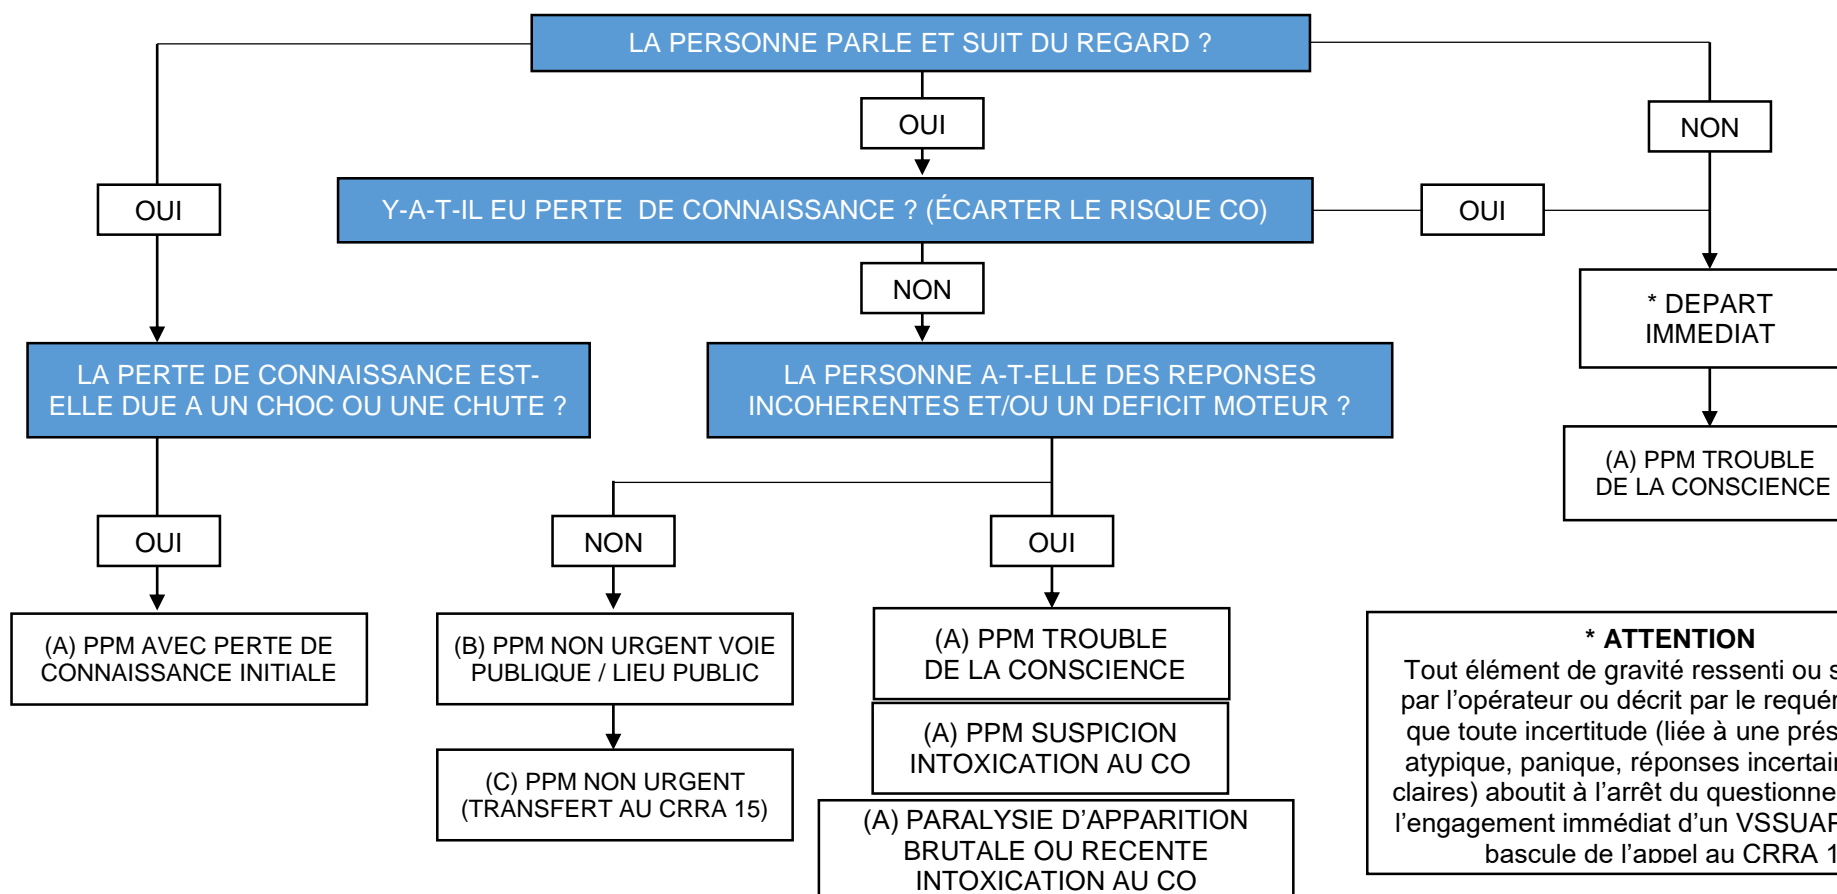 LA PERSONNE PARLE ET SUIT DU REGARD ?
OUI
NON
OUI
Y-A-T-IL EU PERTE DE CONNAISSANCE ? (ÉCARTER LE RISQUE CO)
OUI
NON
* DEPART
IMMEDIAT
LA PERTE DE CONNAISSANCE EST-
ELLE DUE A UN CHOC OU UNE CHUTE ?
LA PERSONNE A-T-ELLE DES REPONSES
INCOHERENTES ET/OU UN DEFICIT MOTEUR ?
(A) PPM TROUBLE
DE LA CONSCIENCE
OUI
NON
OUI
(A) PPM AVEC PERTE DE
CONNAISSANCE INITIALE
(B) PPM NON URGENT VOIE
PUBLIQUE / LIEU PUBLIC
(A) PPM TROUBLE
DE LA CONSCIENCE
(A) PPM SUSPICION
INTOXICATION AU CO
(C) PPM NON URGENT
(TRANSFERT AU CRRA 15)
(A) PARALYSIE D'APPARITION
BRUTALE OU RECENTE
INTOXICATION AU CO
* ATTENTION
Tout élément de gravité ressenti ou
par l'opérateur ou décrit par le
que toute incertitude (liée à une
atypique, panique, réponses
claires) aboutit à l'arrêt du
l'engagement immédiat d'un
bascule de l'appel au CRRA